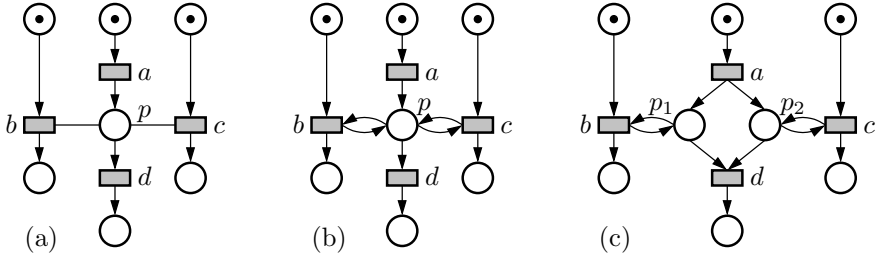 a a a
b p c b p c b p₁ p₂ c
d d d
(a) (b) (c)